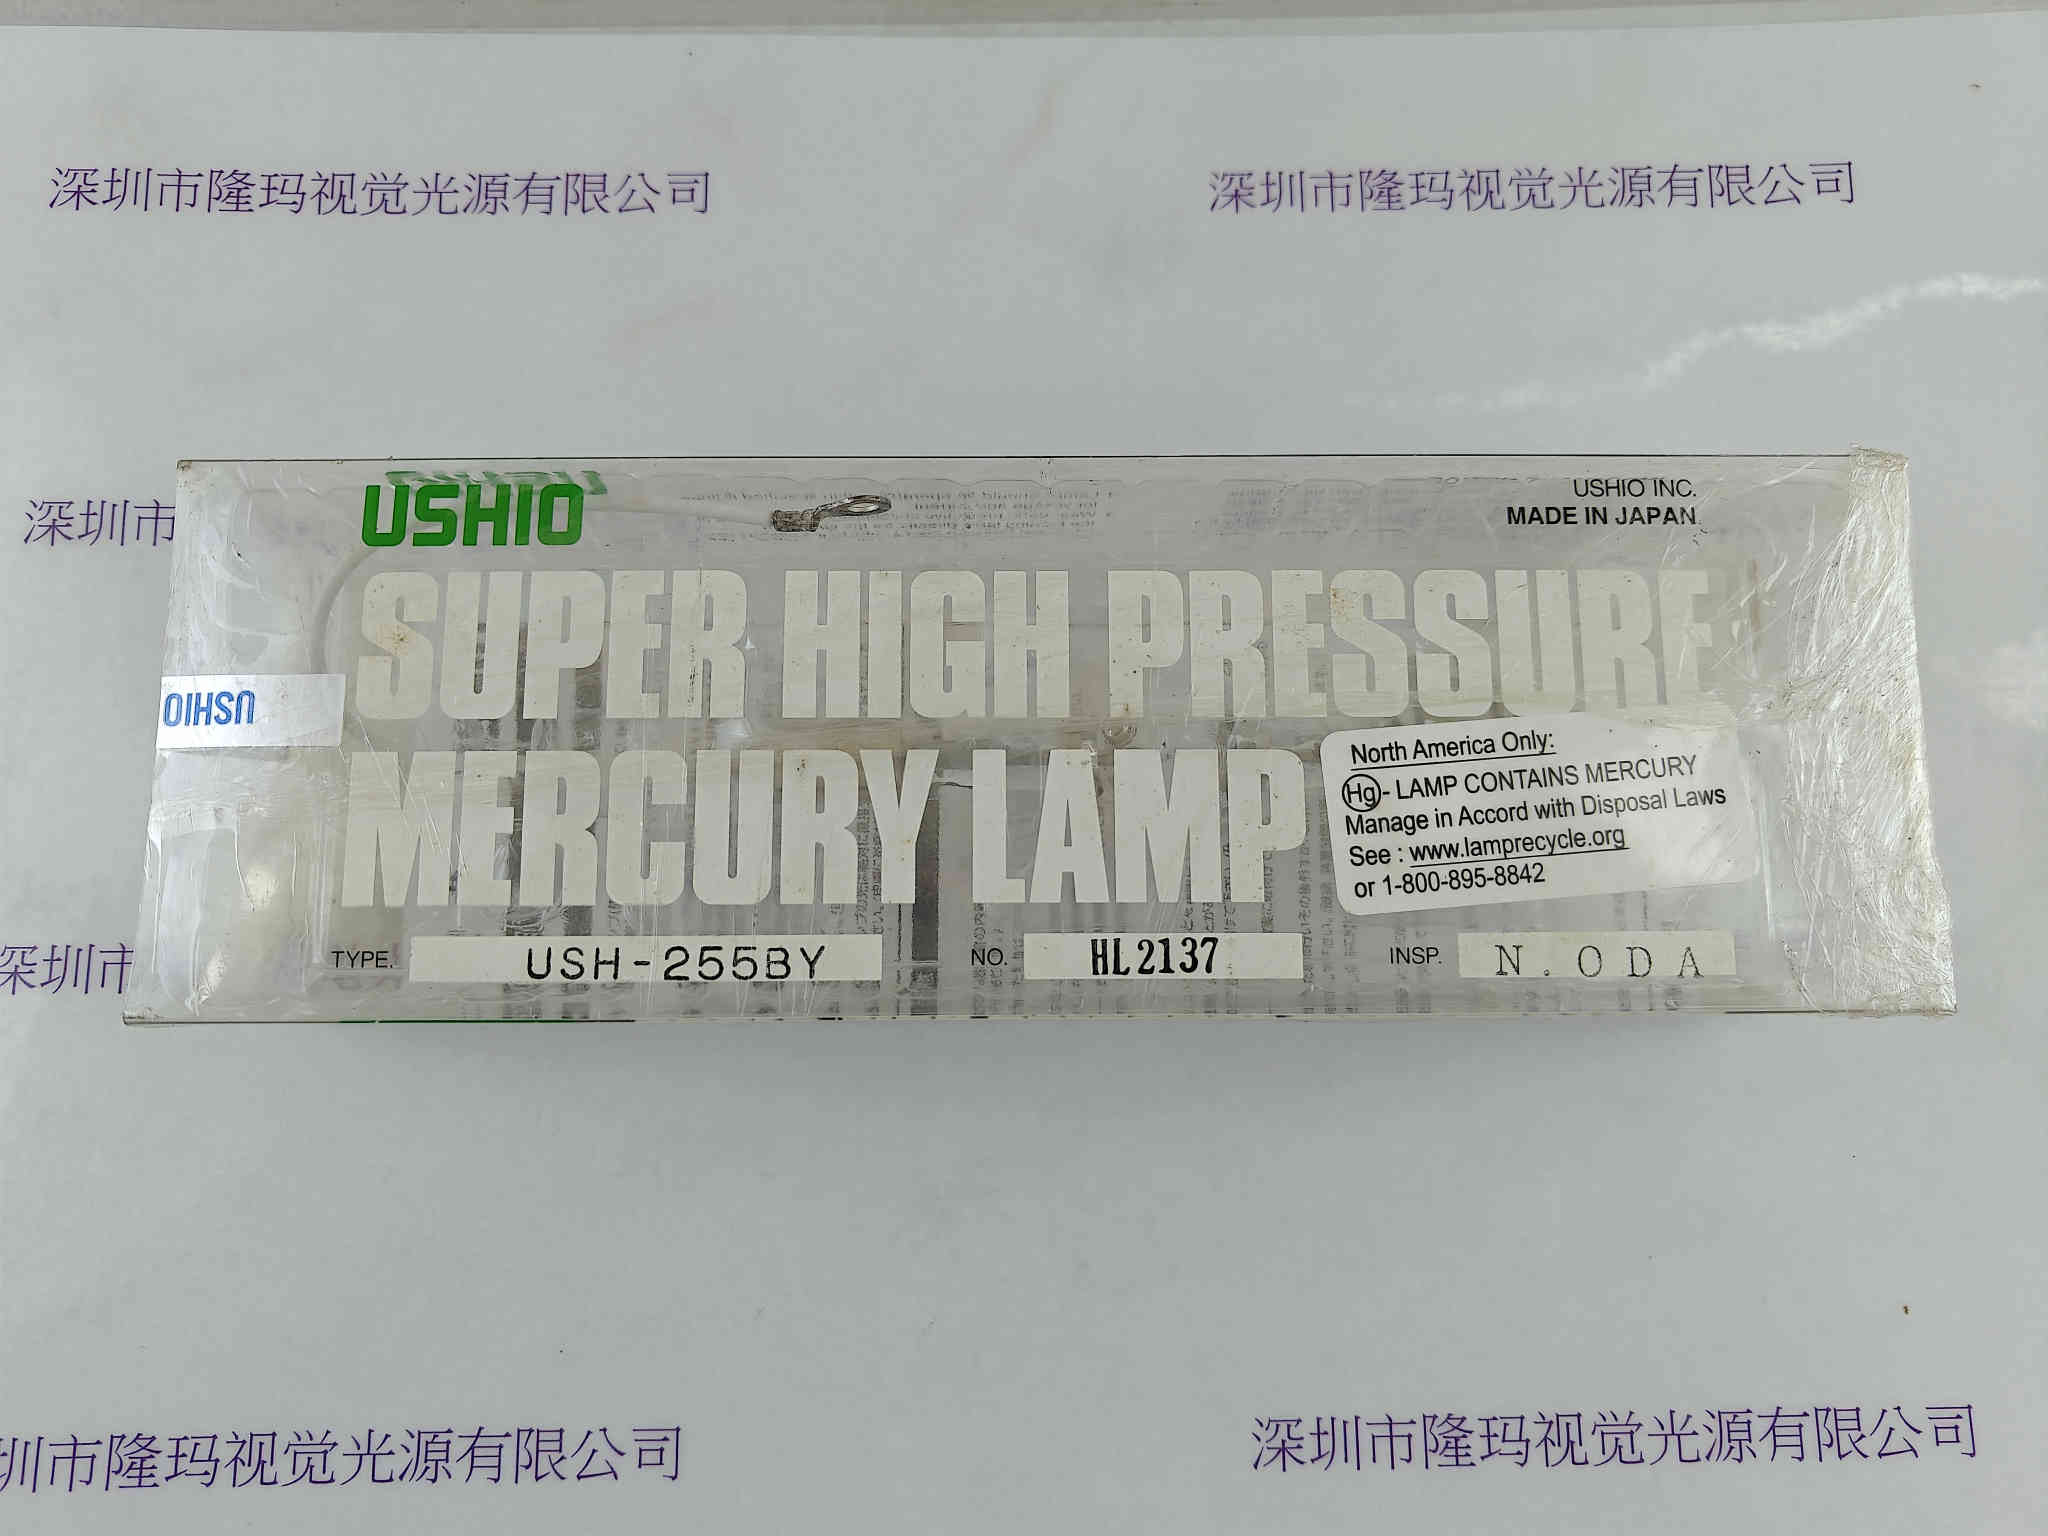 深圳市隆玛视觉光源有限公司
深圳市隆玛视觉光源有限公司
深圳市
USHIO
USHIO INC.
MADE IN JAPAN
SUPER HIGH PRESSURE
MERCURY LAMP
USHIO
North America Only:
Hg - LAMP CONTAINS MERCURY
Manage in Accord with Disposal Laws
See : www.lamprecycle.org
or 1-800-895-8842
TYPE. USH-255BY NO. HL2137 INSP. N. ODA
深圳市
圳市隆玛视觉光源有限公司
深圳市隆玛视觉光源有限公司